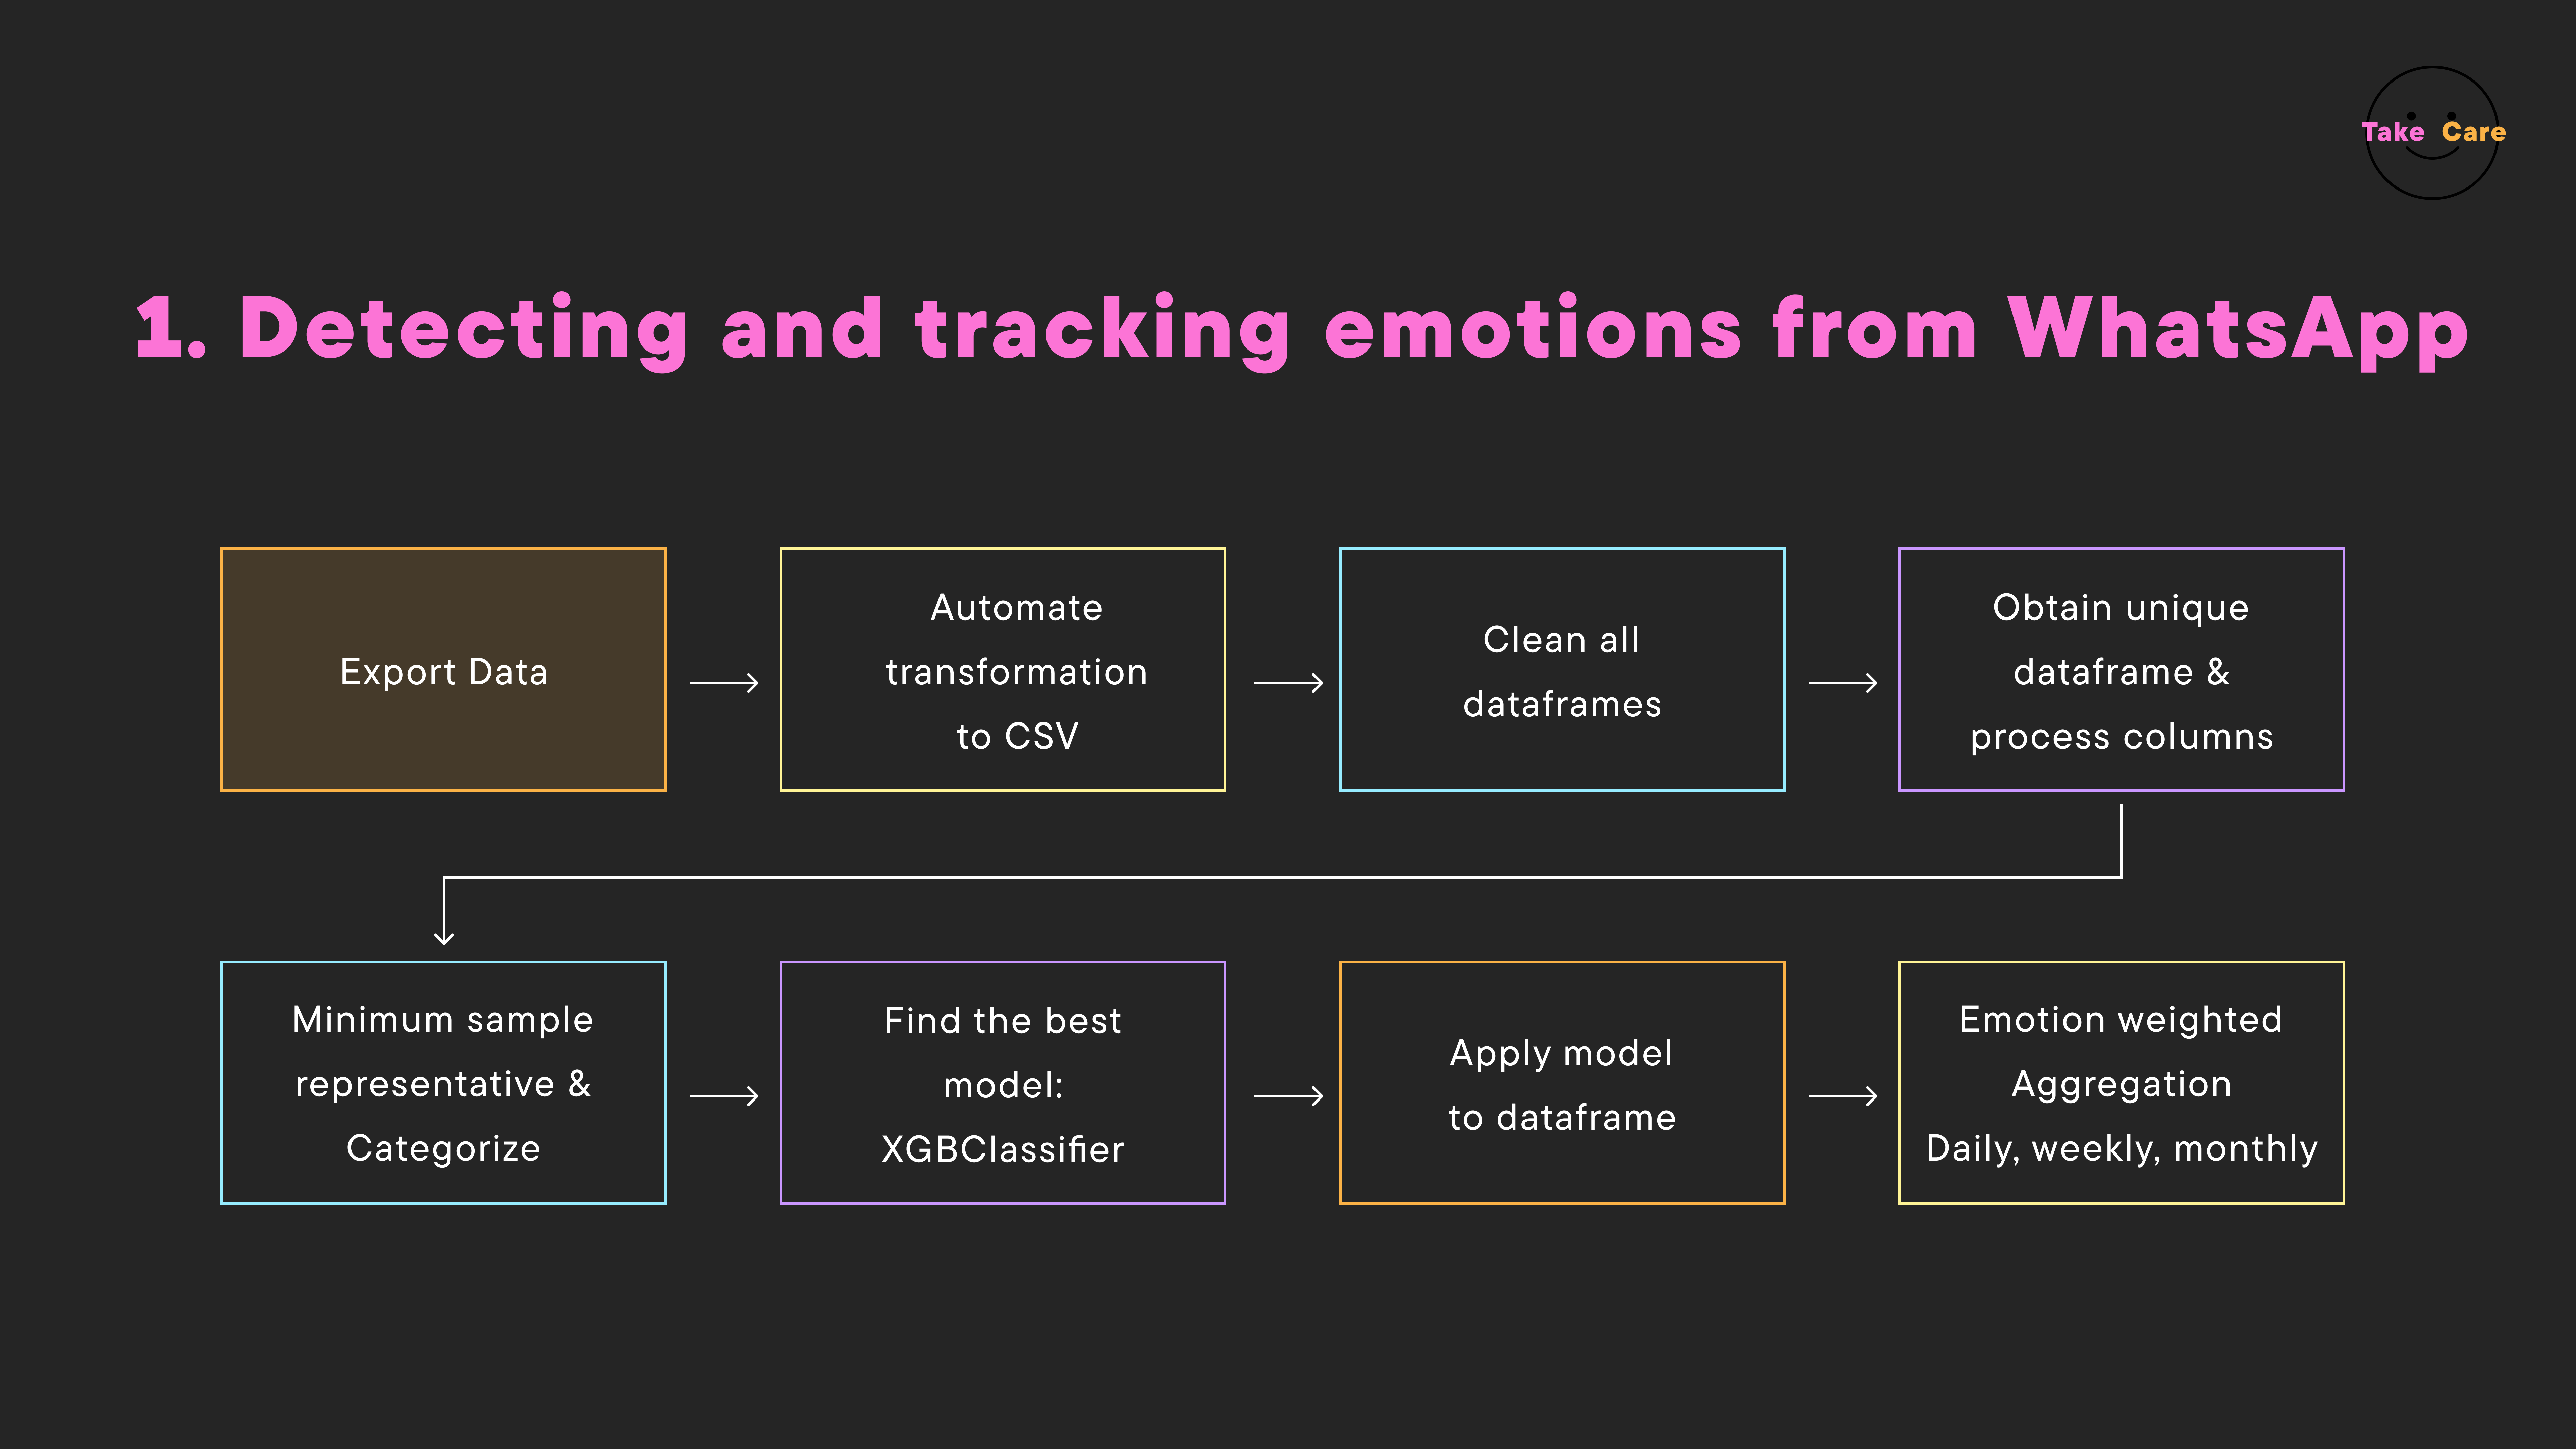 Take Care
1. Detecting and tracking emotions from WhatsApp
Export Data
Automate
transformation
to CSV
Clean all
dataframes
Obtain unique
dataframe &
process columns
Minimum sample
representative &
Categorize
Find the best
model:
XGBClassifier
Apply model
to dataframe
Emotion weighted
Aggregation
Daily, weekly, monthly